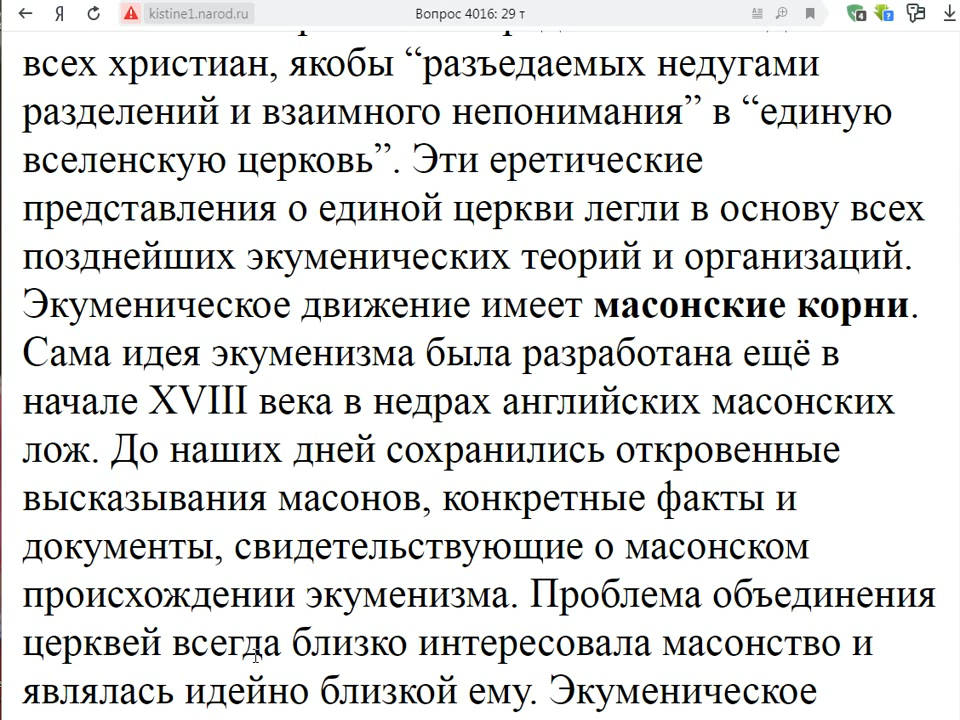 kistine1.narod.ru
Вопрос 4016: 29 т
всех христиан, якобы “разъедаемых недугами
разделений и взаимного непонимания” в “единую
вселенскую церковь”. Эти еретические
представления о единой церкви легли в основу всех
позднейших экуменических теорий и организаций.
Экуменическое движение имеет масонские корни.
Сама идея экуменизма была разработана ещё в
начале XVIII века в недрах английских масонских
лож. До наших дней сохранились откровенные
высказывания масонов, конкретные факты и
документы, свидетельствующие о масонском
происхождении экуменизма. Проблема объединения
церквей всегда близко интересовала масонство и
являлась идейно близкой ему. Экуменическое